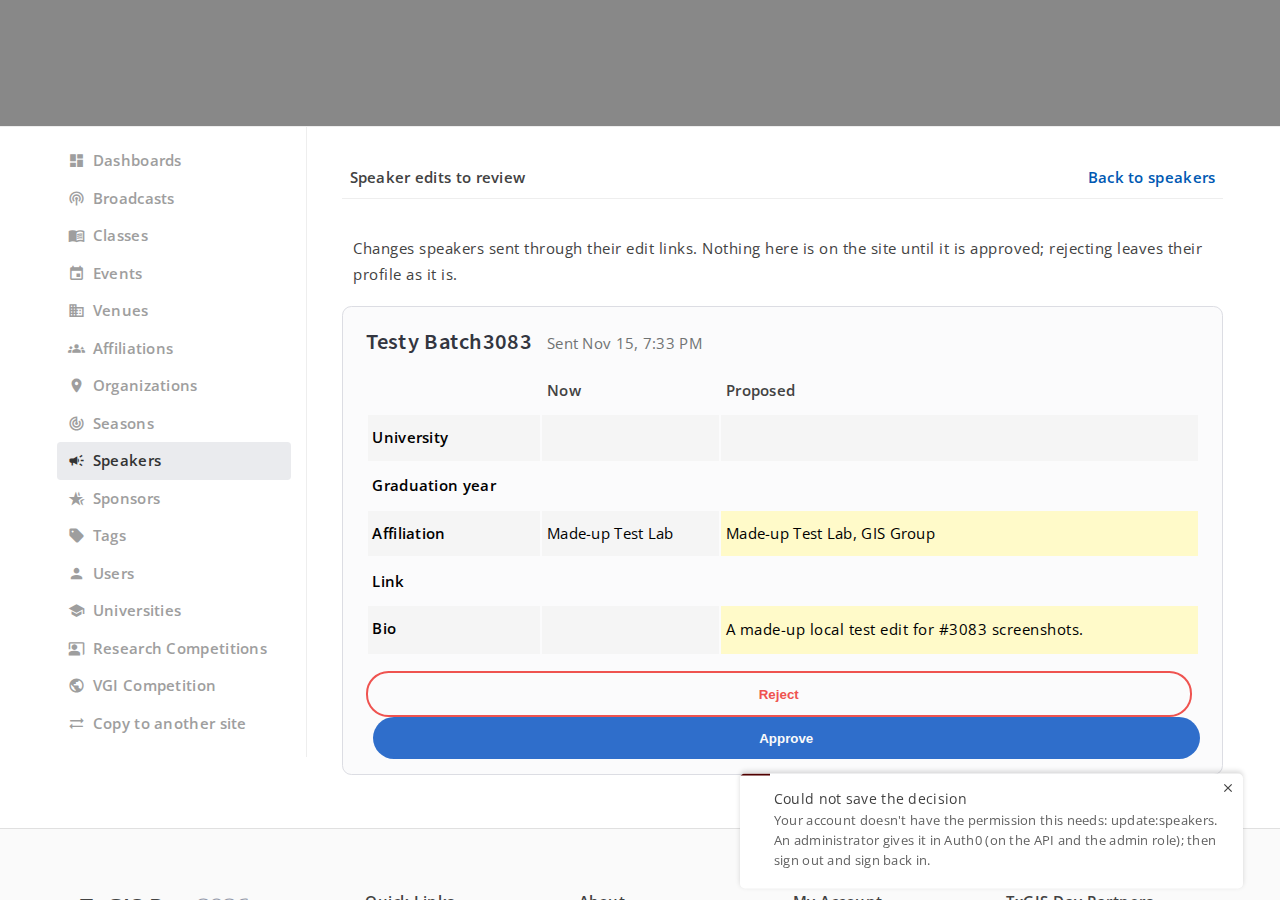 Dashboards
Broadcasts
Classes
Events
Venues
Affiliations
Organizations
Seasons
Speakers
Sponsors
Tags
Users
Universities
Research Competitions
VGI Competition
Copy to another site
Speaker edits to review
Back to speakers
Changes speakers sent through their edit links. Nothing here is on the site until it is approved; rejecting leaves their
profile as it is.
Testy Batch3083 Sent Nov 15, 7:33 PM
Now Proposed
University
Graduation year
Affiliation Made-up Test Lab Made-up Test Lab, GIS Group
Link
Bio A made-up local test edit for #3083 screenshots.
Reject
Approve
Could not save the decision
Your account doesn't have the permission this needs: update:speakers.
An administrator gives it in Auth0 (on the API and the admin role); then
sign out and sign back in.
Quick Links About My Account